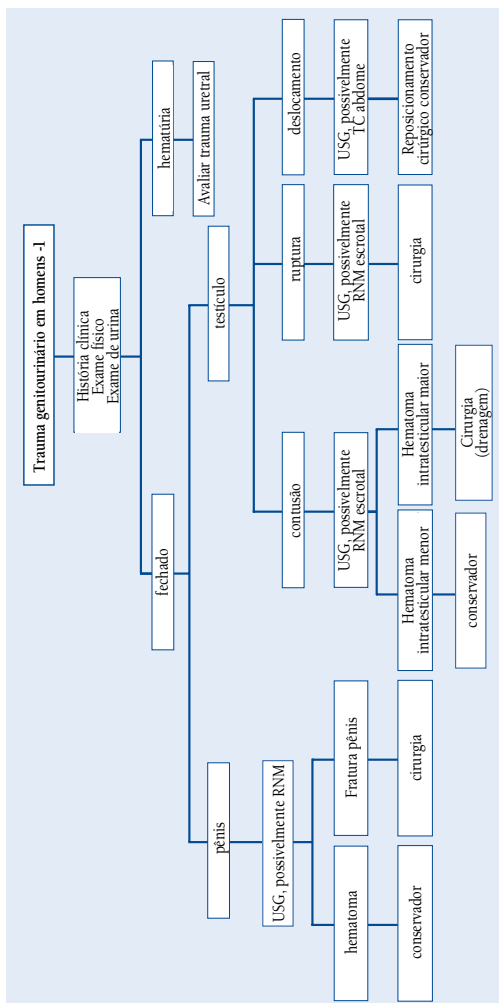 Trauma genitourinário em homens -1
História clínica
Exame físico
Exame de urina
fechado
hematúria
Avaliar trauma uretral
pênis
testículo
USG, possivelmente RNM
contusão
ruptura
deslocamento
USG, possivelmente
RNM escrotal
USG, possivelmente
RNM escrotal
USG, possivelmente
TC abdome
hematoma
Fratura pênis
Hematoma
intratesticular menor
Hematoma
intratesticular maior
cirurgia
Reposicionamento
cirúrgico conservador
conservador
cirurgia
conservador
Cirurgia
(drenagem)